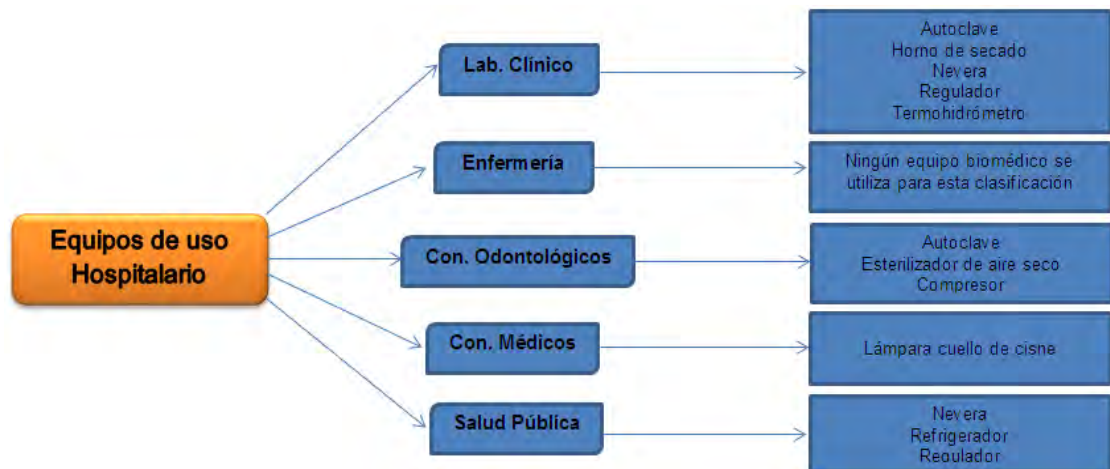 Equipos de uso
Hospitalario
Lab. Clínico
Autoclave
Horno de secado
Nevera
Regulador
Termohidrómetro
Enfermería
Ningún equipo biomédico se
utiliza para esta clasificación
Con. Odontológicos
Autoclave
Esterilizador de aire seco
Compresor
Con. Médicos
Lámpara cuello de cisne
Salud Pública
Nevera
Refrigerador
Regulador